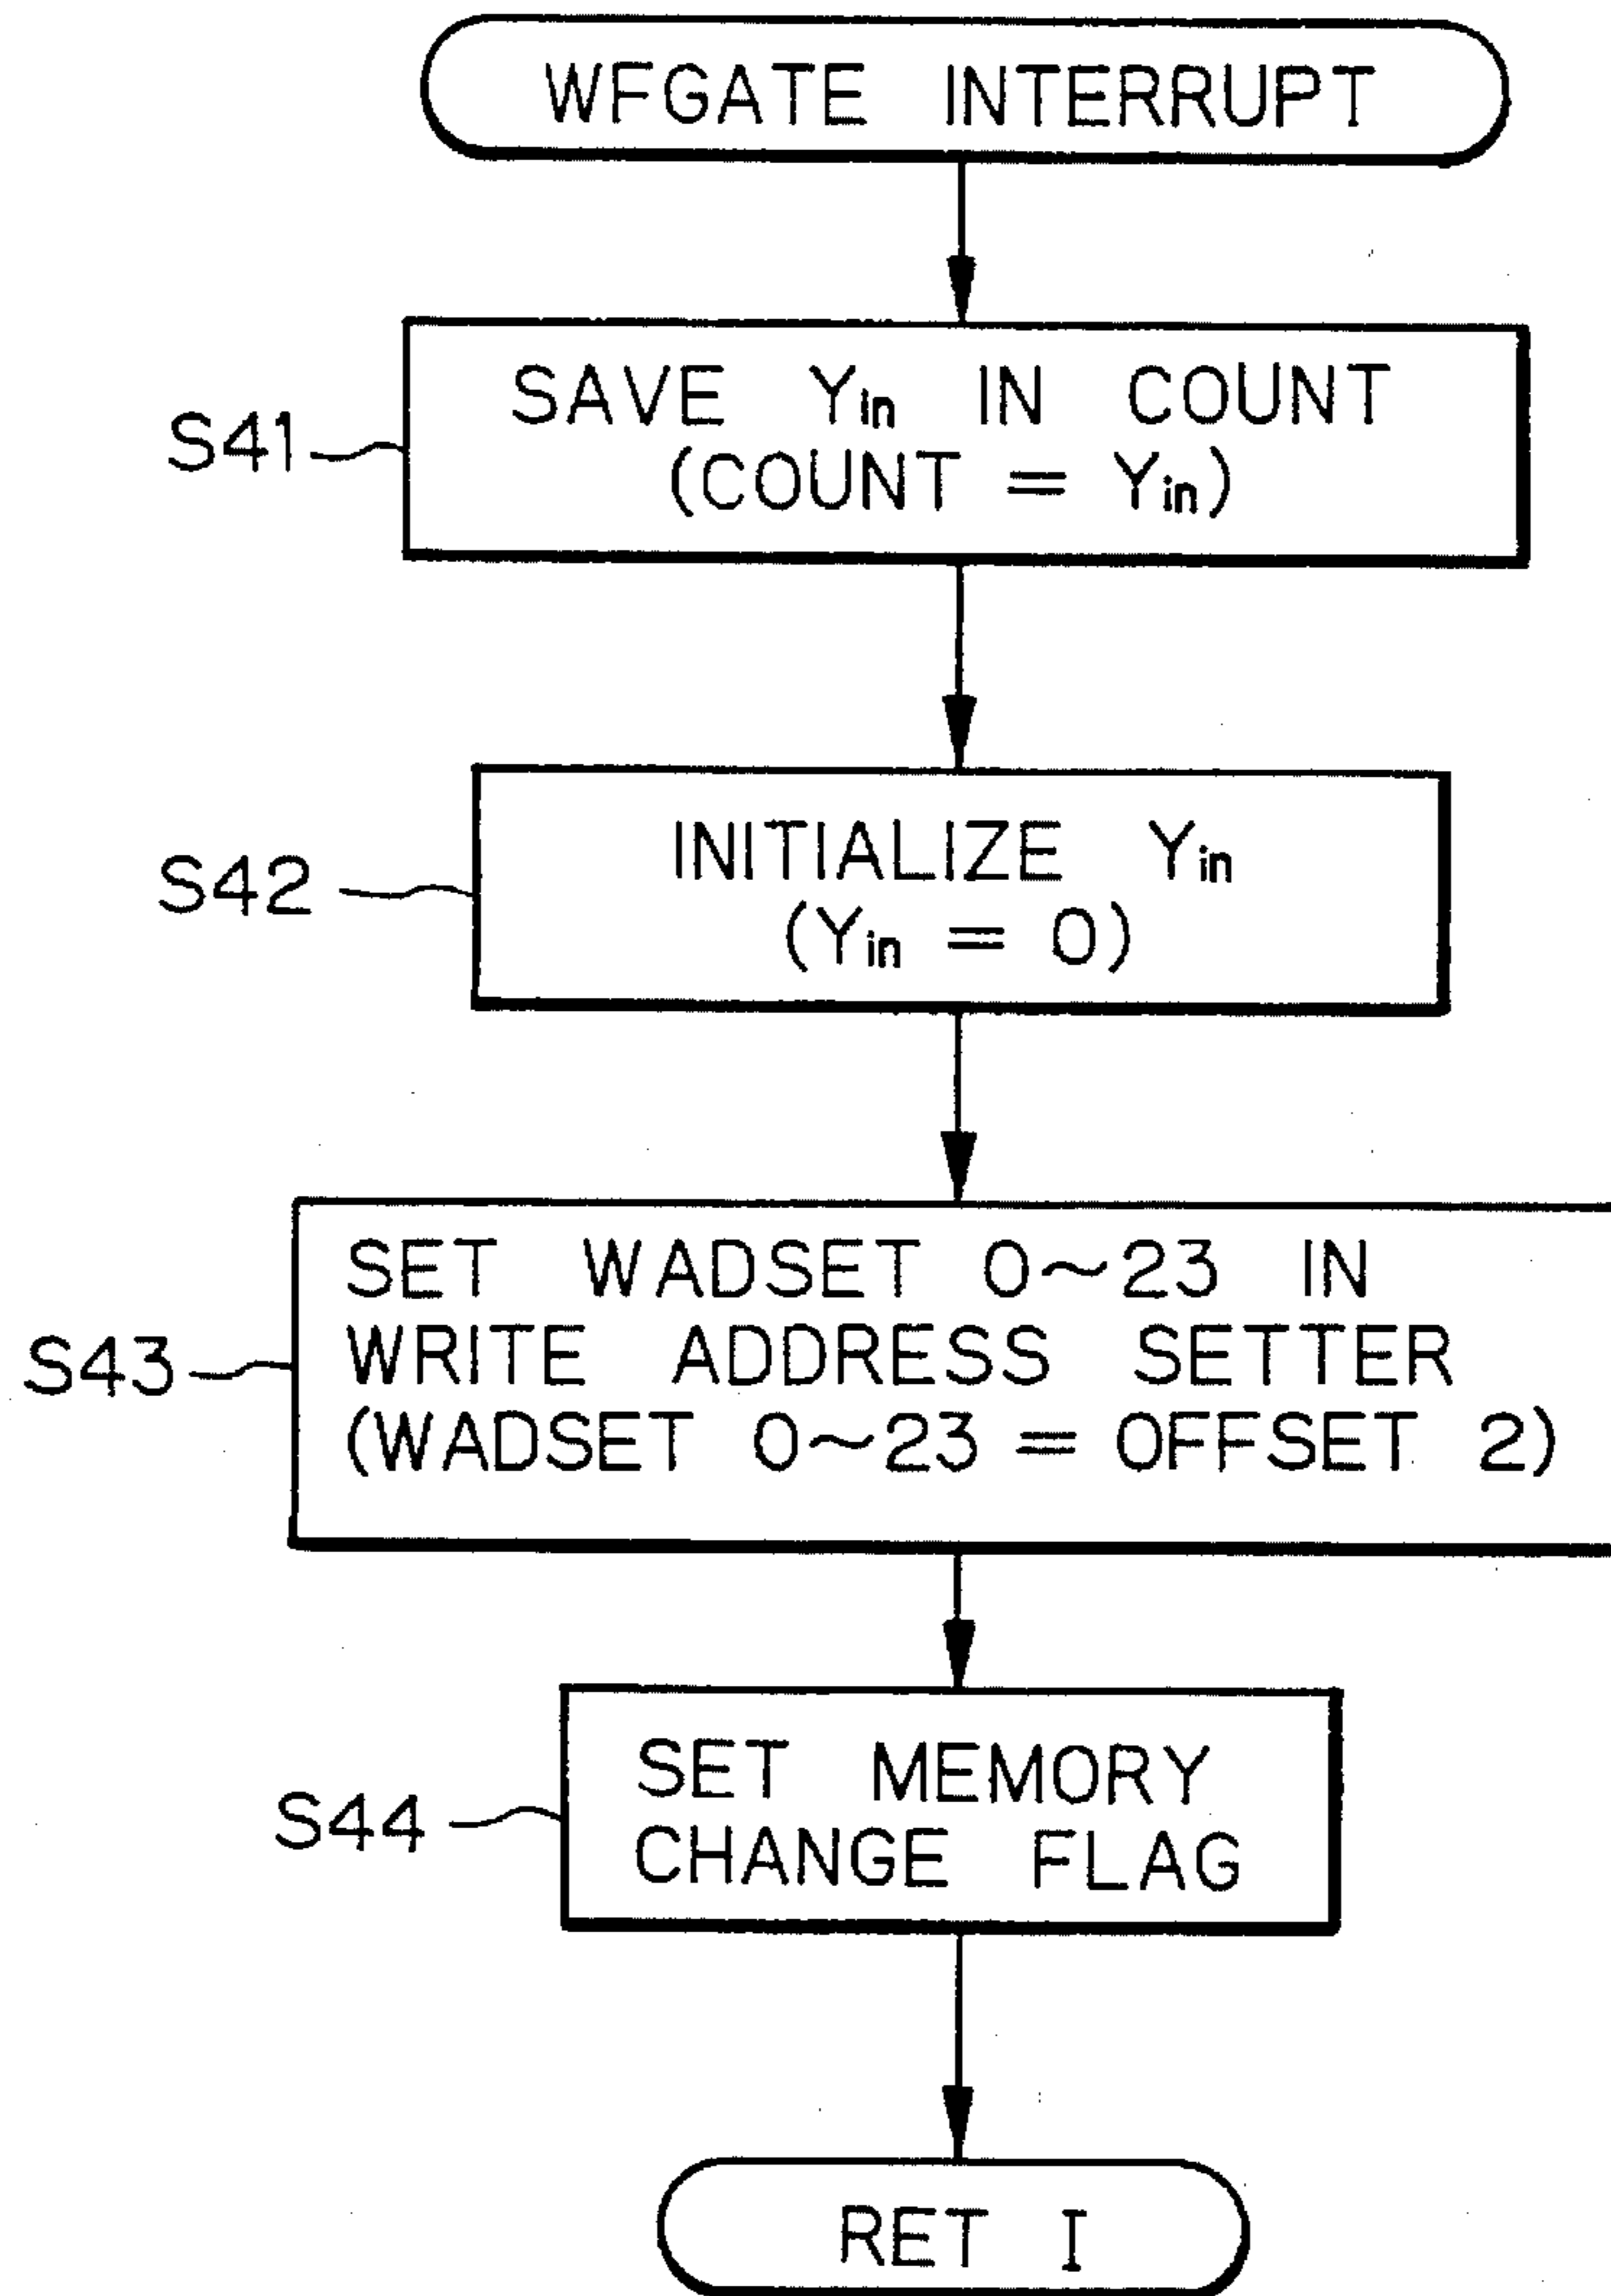 WFGATE INTERRUPT
S41
SAVE Yin IN COUNT
(COUNT = Yin)
S42
INITIALIZE Yin
(Yin = 0)
S43
SET WADSET 0~23 IN
WRITE ADDRESS SETTER
(WADSET 0~23 = OFFSET 2)
S44
SET MEMORY
CHANGE FLAG
RET I